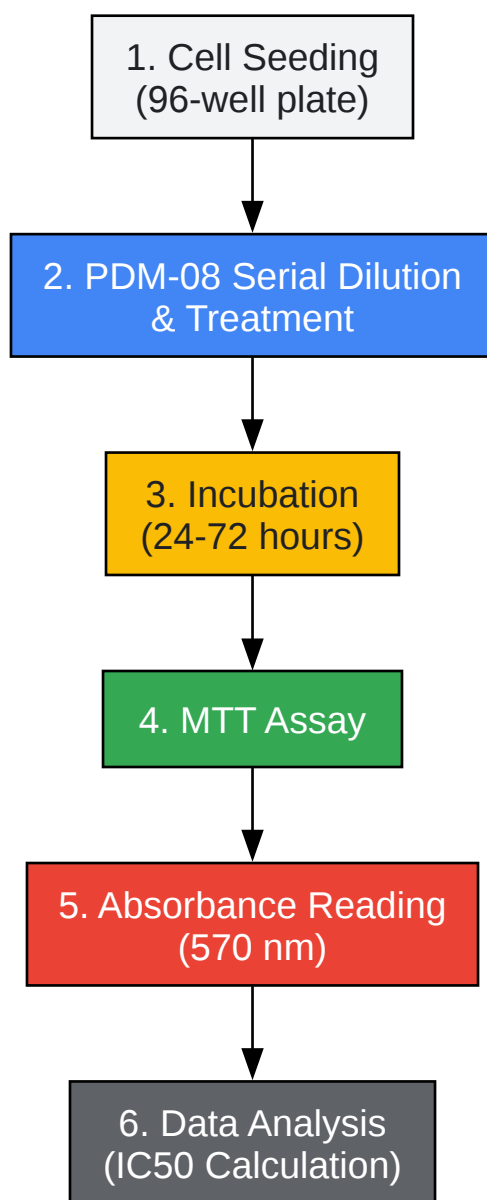 1. Cell Seeding
(96-well plate)
2. PDM-08 Serial Dilution
& Treatment
3. Incubation
(24-72 hours)
4. MTT Assay
5. Absorbance Reading
(570 nm)
6. Data Analysis
(IC50 Calculation)